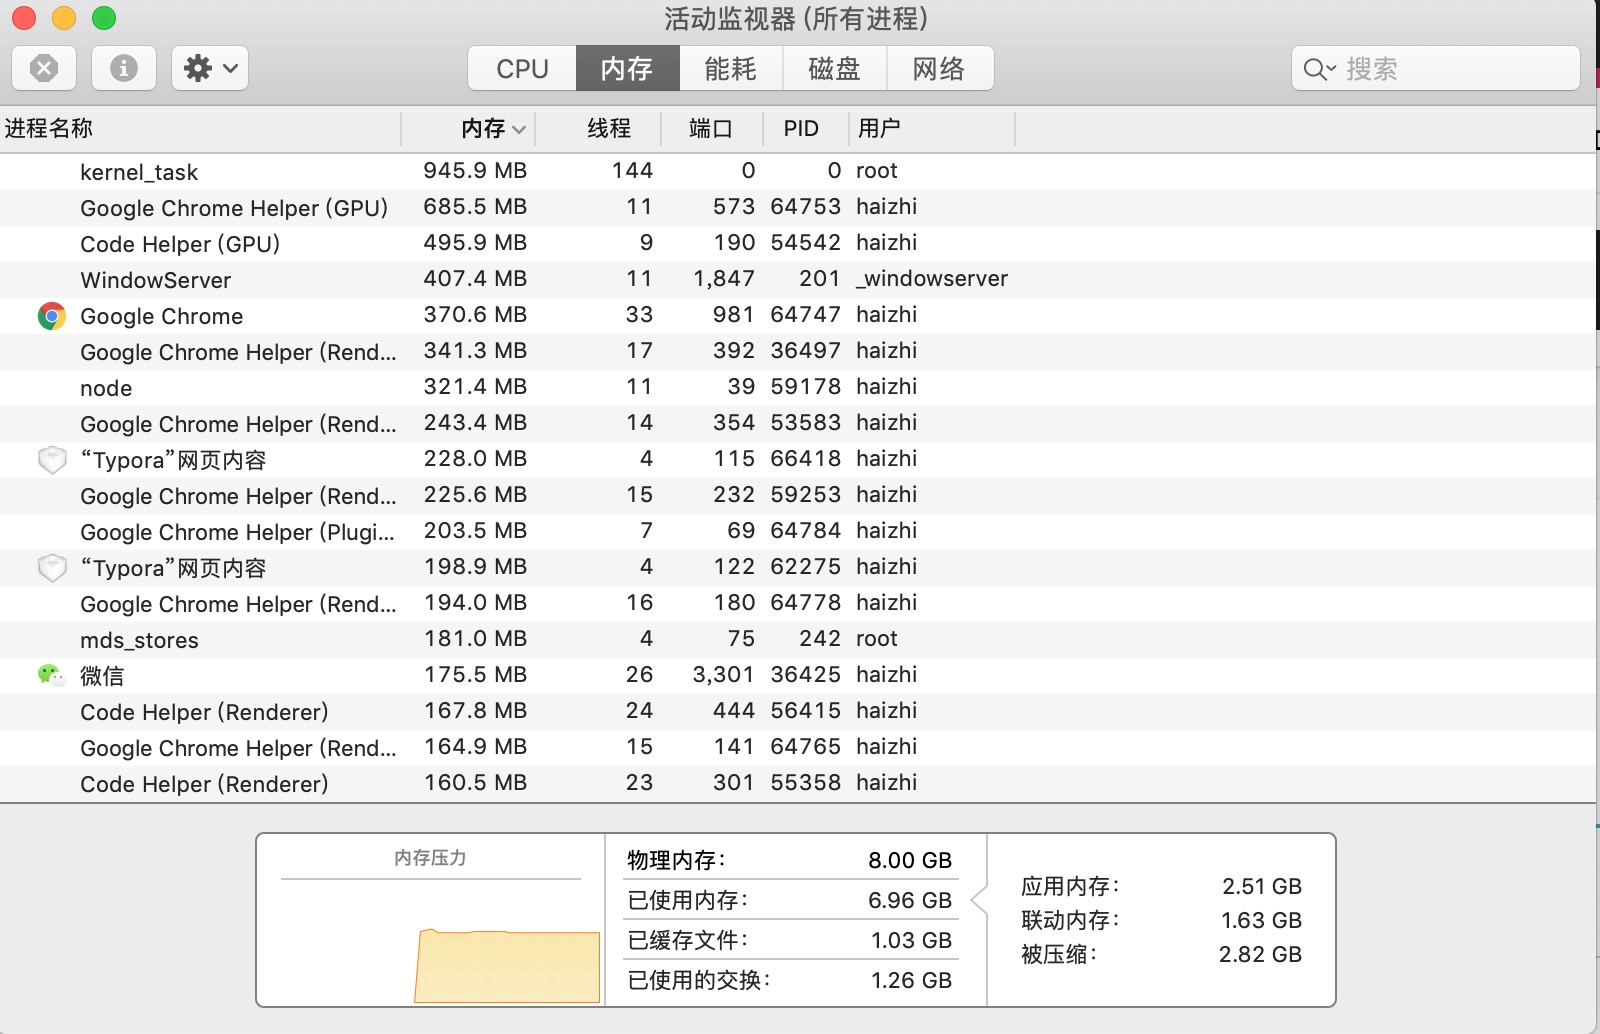 活动监视器 (所有进程)
CPU 内存 能耗 磁盘 网络 搜索
进程名称 内存 线程 端口 PID 用户
kernel_task 945.9 MB 144 0 0 root
Google Chrome Helper (GPU) 685.5 MB 11 573 64753 haizhi
Code Helper (GPU) 495.9 MB 9 190 54542 haizhi
WindowServer 407.4 MB 11 1,847 201 _windowserver
Google Chrome 370.6 MB 33 981 64747 haizhi
Google Chrome Helper (Rend... 341.3 MB 17 392 36497 haizhi
node 321.4 MB 11 39 59178 haizhi
Google Chrome Helper (Rend... 243.4 MB 14 354 53583 haizhi
“Typora”网页内容 228.0 MB 4 115 66418 haizhi
Google Chrome Helper (Rend... 225.6 MB 15 232 59253 haizhi
Google Chrome Helper (Plugi... 203.5 MB 7 69 64784 haizhi
“Typora”网页内容 198.9 MB 4 122 62275 haizhi
Google Chrome Helper (Rend... 194.0 MB 16 180 64778 haizhi
mds_stores 181.0 MB 4 75 242 root
微信 175.5 MB 26 3,301 36425 haizhi
Code Helper (Renderer) 167.8 MB 24 444 56415 haizhi
Google Chrome Helper (Rend... 164.9 MB 15 141 64765 haizhi
Code Helper (Renderer) 160.5 MB 23 301 55358 haizhi
内存压力
物理内存： 8.00 GB
已使用内存： 6.96 GB
已缓存文件： 1.03 GB
已使用的交换： 1.26 GB
应用内存： 2.51 GB
联动内存： 1.63 GB
被压缩： 2.82 GB